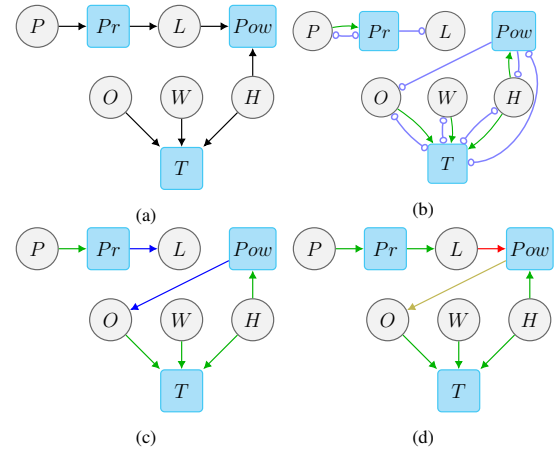 P Pr L Pow
O W H
T
(a)
P Pr L Pow
O W H
T
(b)
P Pr L Pow
O W H
T
(c)
P Pr L Pow
O W H
T
(d)